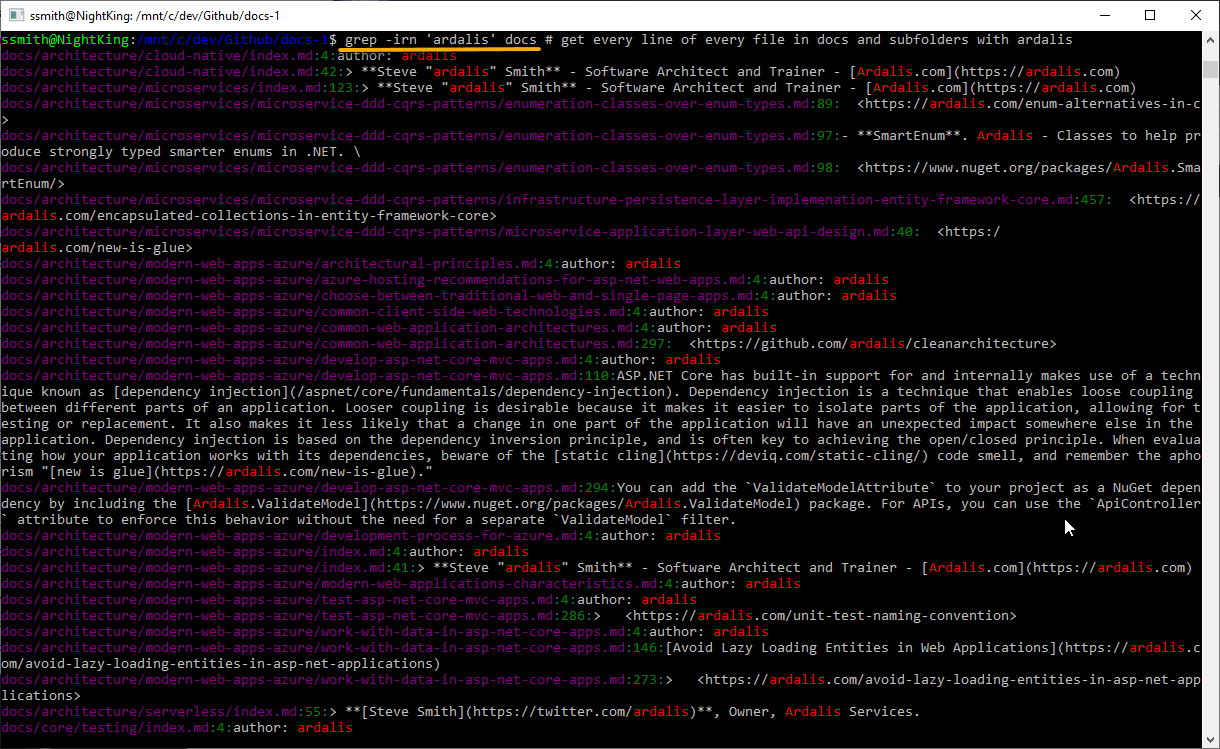 ssmith@NightKing: /mnt/c/dev/Github/docs-1
ssmith@NightKing:/mnt/c/dev/Github/docs-1$ grep -irn 'ardalis' docs # get every line of every file in docs and subfolders with ardalis
docs/architecture/cloud-native/index.md:4:author: ardalis
docs/architecture/cloud-native/index.md:42:> **Steve "ardalis" Smith** - Software Architect and Trainer - [Ardalis.com](https://ardalis.com)
docs/architecture/microservices/index.md:123:> **Steve "ardalis" Smith** - Software Architect and Trainer - [Ardalis.com](https://ardalis.com)
docs/architecture/microservices/microservice-ddd-cqrs-patterns/enumeration-classes-over-enum-types.md:89:  <https://ardalis.com/enum-alternatives-in-c
>
docs/architecture/microservices/microservice-ddd-cqrs-patterns/enumeration-classes-over-enum-types.md:97:- **SmartEnum**. Ardalis - Classes to help pr
oduce strongly typed smarter enums in .NET. \
docs/architecture/microservices/microservice-ddd-cqrs-patterns/enumeration-classes-over-enum-types.md:98:  <https://www.nuget.org/packages/Ardalis.Sma
rtEnum/>
docs/architecture/microservices/microservice-ddd-cqrs-patterns/infrastructure-persistence-layer-implemenation-entity-framework-core.md:457:  <https://
ardalis.com/encapsulated-collections-in-entity-framework-core>
docs/architecture/microservices/microservice-ddd-cqrs-patterns/microservice-application-layer-web-api-design.md:40:  <https:/
ardalis.com/new-is-glue>
docs/architecture/modern-web-apps-azure/architectural-principles.md:4:author: ardalis
docs/architecture/modern-web-apps-azure/azure-hosting-recommendations-for-asp-net-web-apps.md:4:author: ardalis
docs/architecture/modern-web-apps-azure/choose-between-traditional-web-and-single-page-apps.md:4:author: ardalis
docs/architecture/modern-web-apps-azure/common-client-side-web-technologies.md:4:author: ardalis
docs/architecture/modern-web-apps-azure/common-web-application-architectures.md:4:author: ardalis
docs/architecture/modern-web-apps-azure/common-web-application-architectures.md:297:  <https://github.com/ardalis/cleanarchitecture>
docs/architecture/modern-web-apps-azure/develop-asp-net-core-mvc-apps.md:4:author: ardalis
docs/architecture/modern-web-apps-azure/develop-asp-net-core-mvc-apps.md:110:ASP.NET Core has built-in support for and internally makes use of a techn
ique known as [dependency injection](/aspnet/core/fundamentals/dependency-injection). Dependency injection is a technique that enables loose coupling
between different parts of an application. Looser coupling is desirable because it makes it easier to isolate parts of the application, allowing for t
esting or replacement. It also makes it less likely that a change in one part of the application will have an unexpected impact somewhere else in the
application. Dependency injection is based on the dependency inversion principle, and is often key to achieving the open/closed principle. When evalua
ting how your application works with its dependencies, beware of the [static cling](https://deviq.com/static-cling/) code smell, and remember the apho
rism "[new is glue](https://ardalis.com/new-is-glue)."
docs/architecture/modern-web-apps-azure/develop-asp-net-core-mvc-apps.md:294:You can add the `ValidateModelAttribute` to your project as a NuGet depen
dency by including the [Ardalis.ValidateModel](https://www.nuget.org/packages/Ardalis.ValidateModel) package. For APIs, you can use the `ApiController
` attribute to enforce this behavior without the need for a separate `ValidateModel` filter.
docs/architecture/modern-web-apps-azure/development-process-for-azure.md:4:author: ardalis
docs/architecture/modern-web-apps-azure/index.md:4:author: ardalis
docs/architecture/modern-web-apps-azure/index.md:41:> **Steve "ardalis" Smith** - Software Architect and Trainer - [Ardalis.com](https://ardalis.com)
docs/architecture/modern-web-apps-azure/modern-web-applications-characteristics.md:4:author: ardalis
docs/architecture/modern-web-apps-azure/test-asp-net-core-mvc-apps.md:4:author: ardalis
docs/architecture/modern-web-apps-azure/test-asp-net-core-mvc-apps.md:286:>   <https://ardalis.com/unit-test-naming-convention>
docs/architecture/modern-web-apps-azure/work-with-data-in-asp-net-core-apps.md:4:author: ardalis
docs/architecture/modern-web-apps-azure/work-with-data-in-asp-net-core-apps.md:146:[Avoid Lazy Loading Entities in Web Applications](https://ardalis.c
om/avoid-lazy-loading-entities-in-asp-net-applications)
docs/architecture/modern-web-apps-azure/work-with-data-in-asp-net-core-apps.md:273:>   <https://ardalis.com/avoid-lazy-loading-entities-in-asp-net-app
lications>
docs/architecture/serverless/index.md:55:> **[Steve Smith](https://twitter.com/ardalis)**, Owner, Ardalis Services.
docs/core/testing/index.md:4:author: ardalis